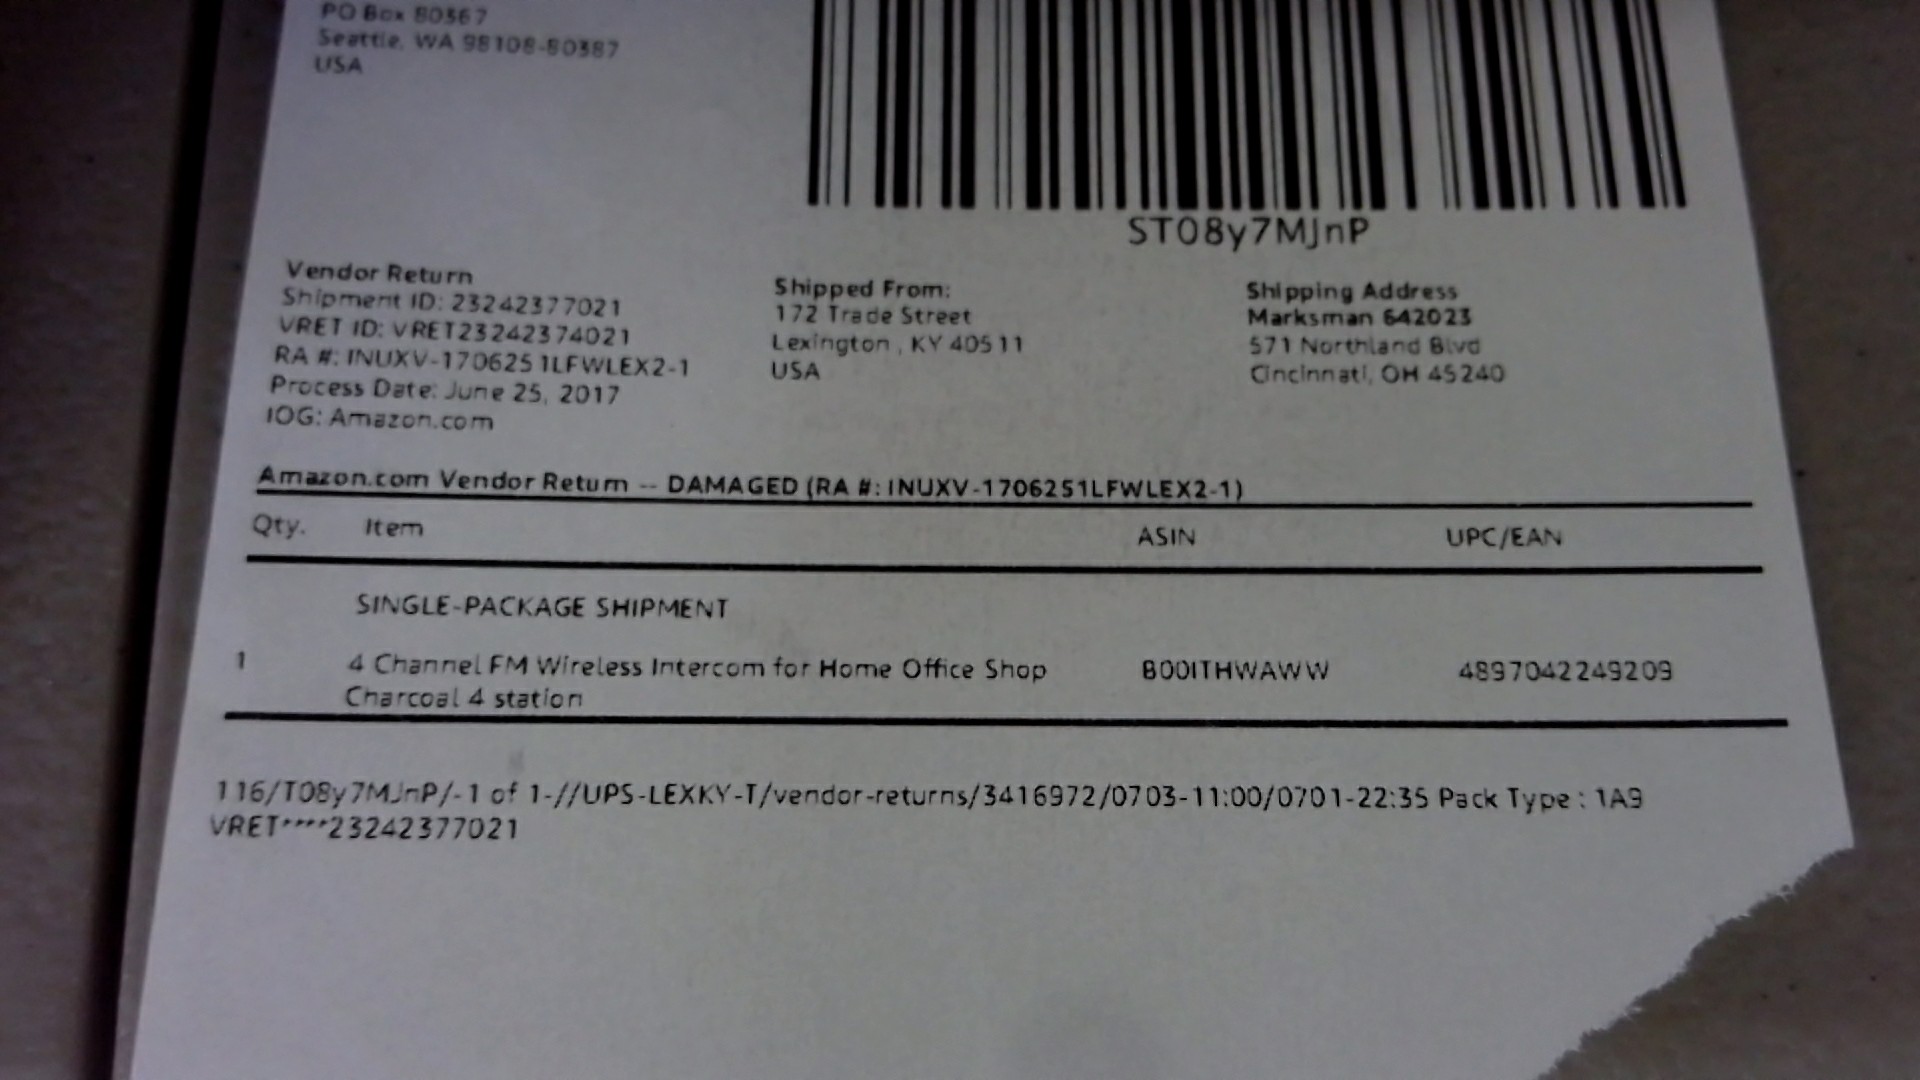 PO Box 80367
Seattle, WA 98108-80387
USA
ST08y7MJnP
Vendor Return
Shipment ID: 23242377021
VRET ID: VRET23242374021
RA #: INUXV-1706251LFWLEX2-1
Process Date: June 25, 2017
IOG: Amazon.com
Shipped From:
172 Trade Street
Lexington , KY 40511
USA
Shipping Address
Marksman 642023
571 Northland Blvd
Cincinnati, OH 45240
Amazon.com Vendor Return -- DAMAGED (RA #: INUXV-1706251LFWLEX2-1)
Qty. Item ASIN UPC/EAN
SINGLE-PACKAGE SHIPMENT
1 4 Channel FM Wireless Intercom for Home Office Shop B00ITHWAWW 4897042249209
Charcoal 4 station
116/T08y7MJnP/-1 of 1-//UPS-LEXKY-T/vendor-returns/3416972/0703-11:00/0701-22:35 Pack Type : 1A9
VRET****23242377021